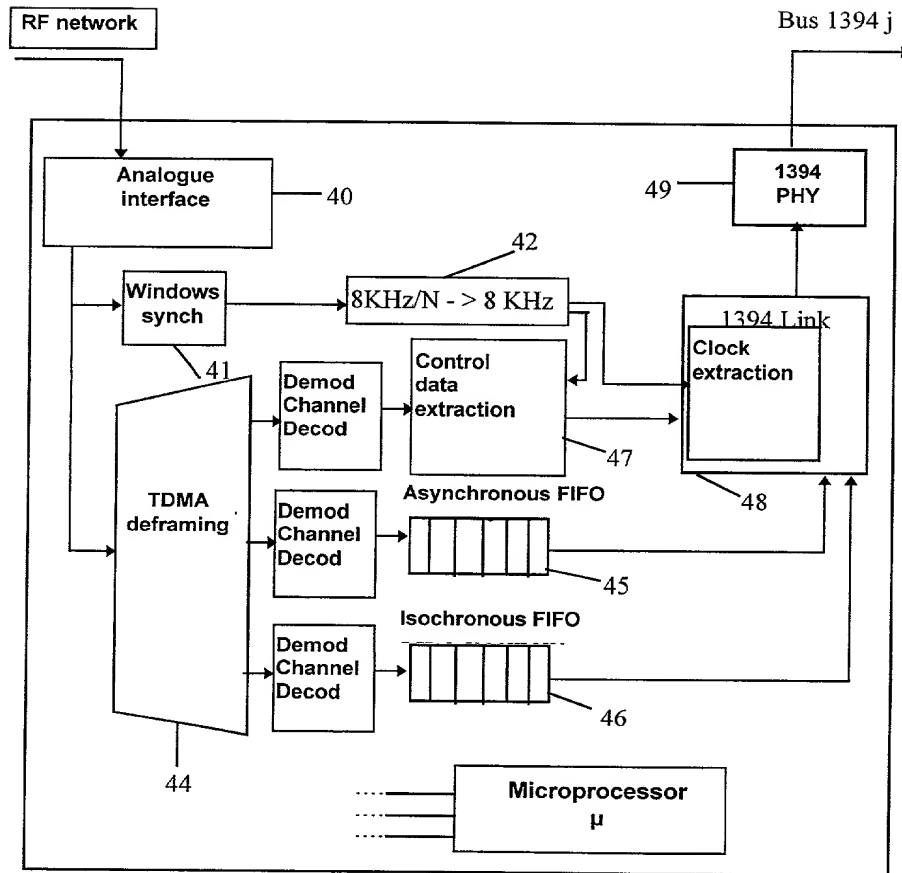 RF network
Bus 1394 j
Analogue
interface
40
49
1394
PHY
42
Windows
synch
8KHz/N - > 8 KHz
1394 Link
41
Clock
extraction
Demod
Channel
Decod
Control
data
extraction
47
48
TDMA
deframing
Asynchronous FIFO
Demod
Channel
Decod
45
Isochronous FIFO
Demod
Channel
Decod
46
44
Microprocessor
μ